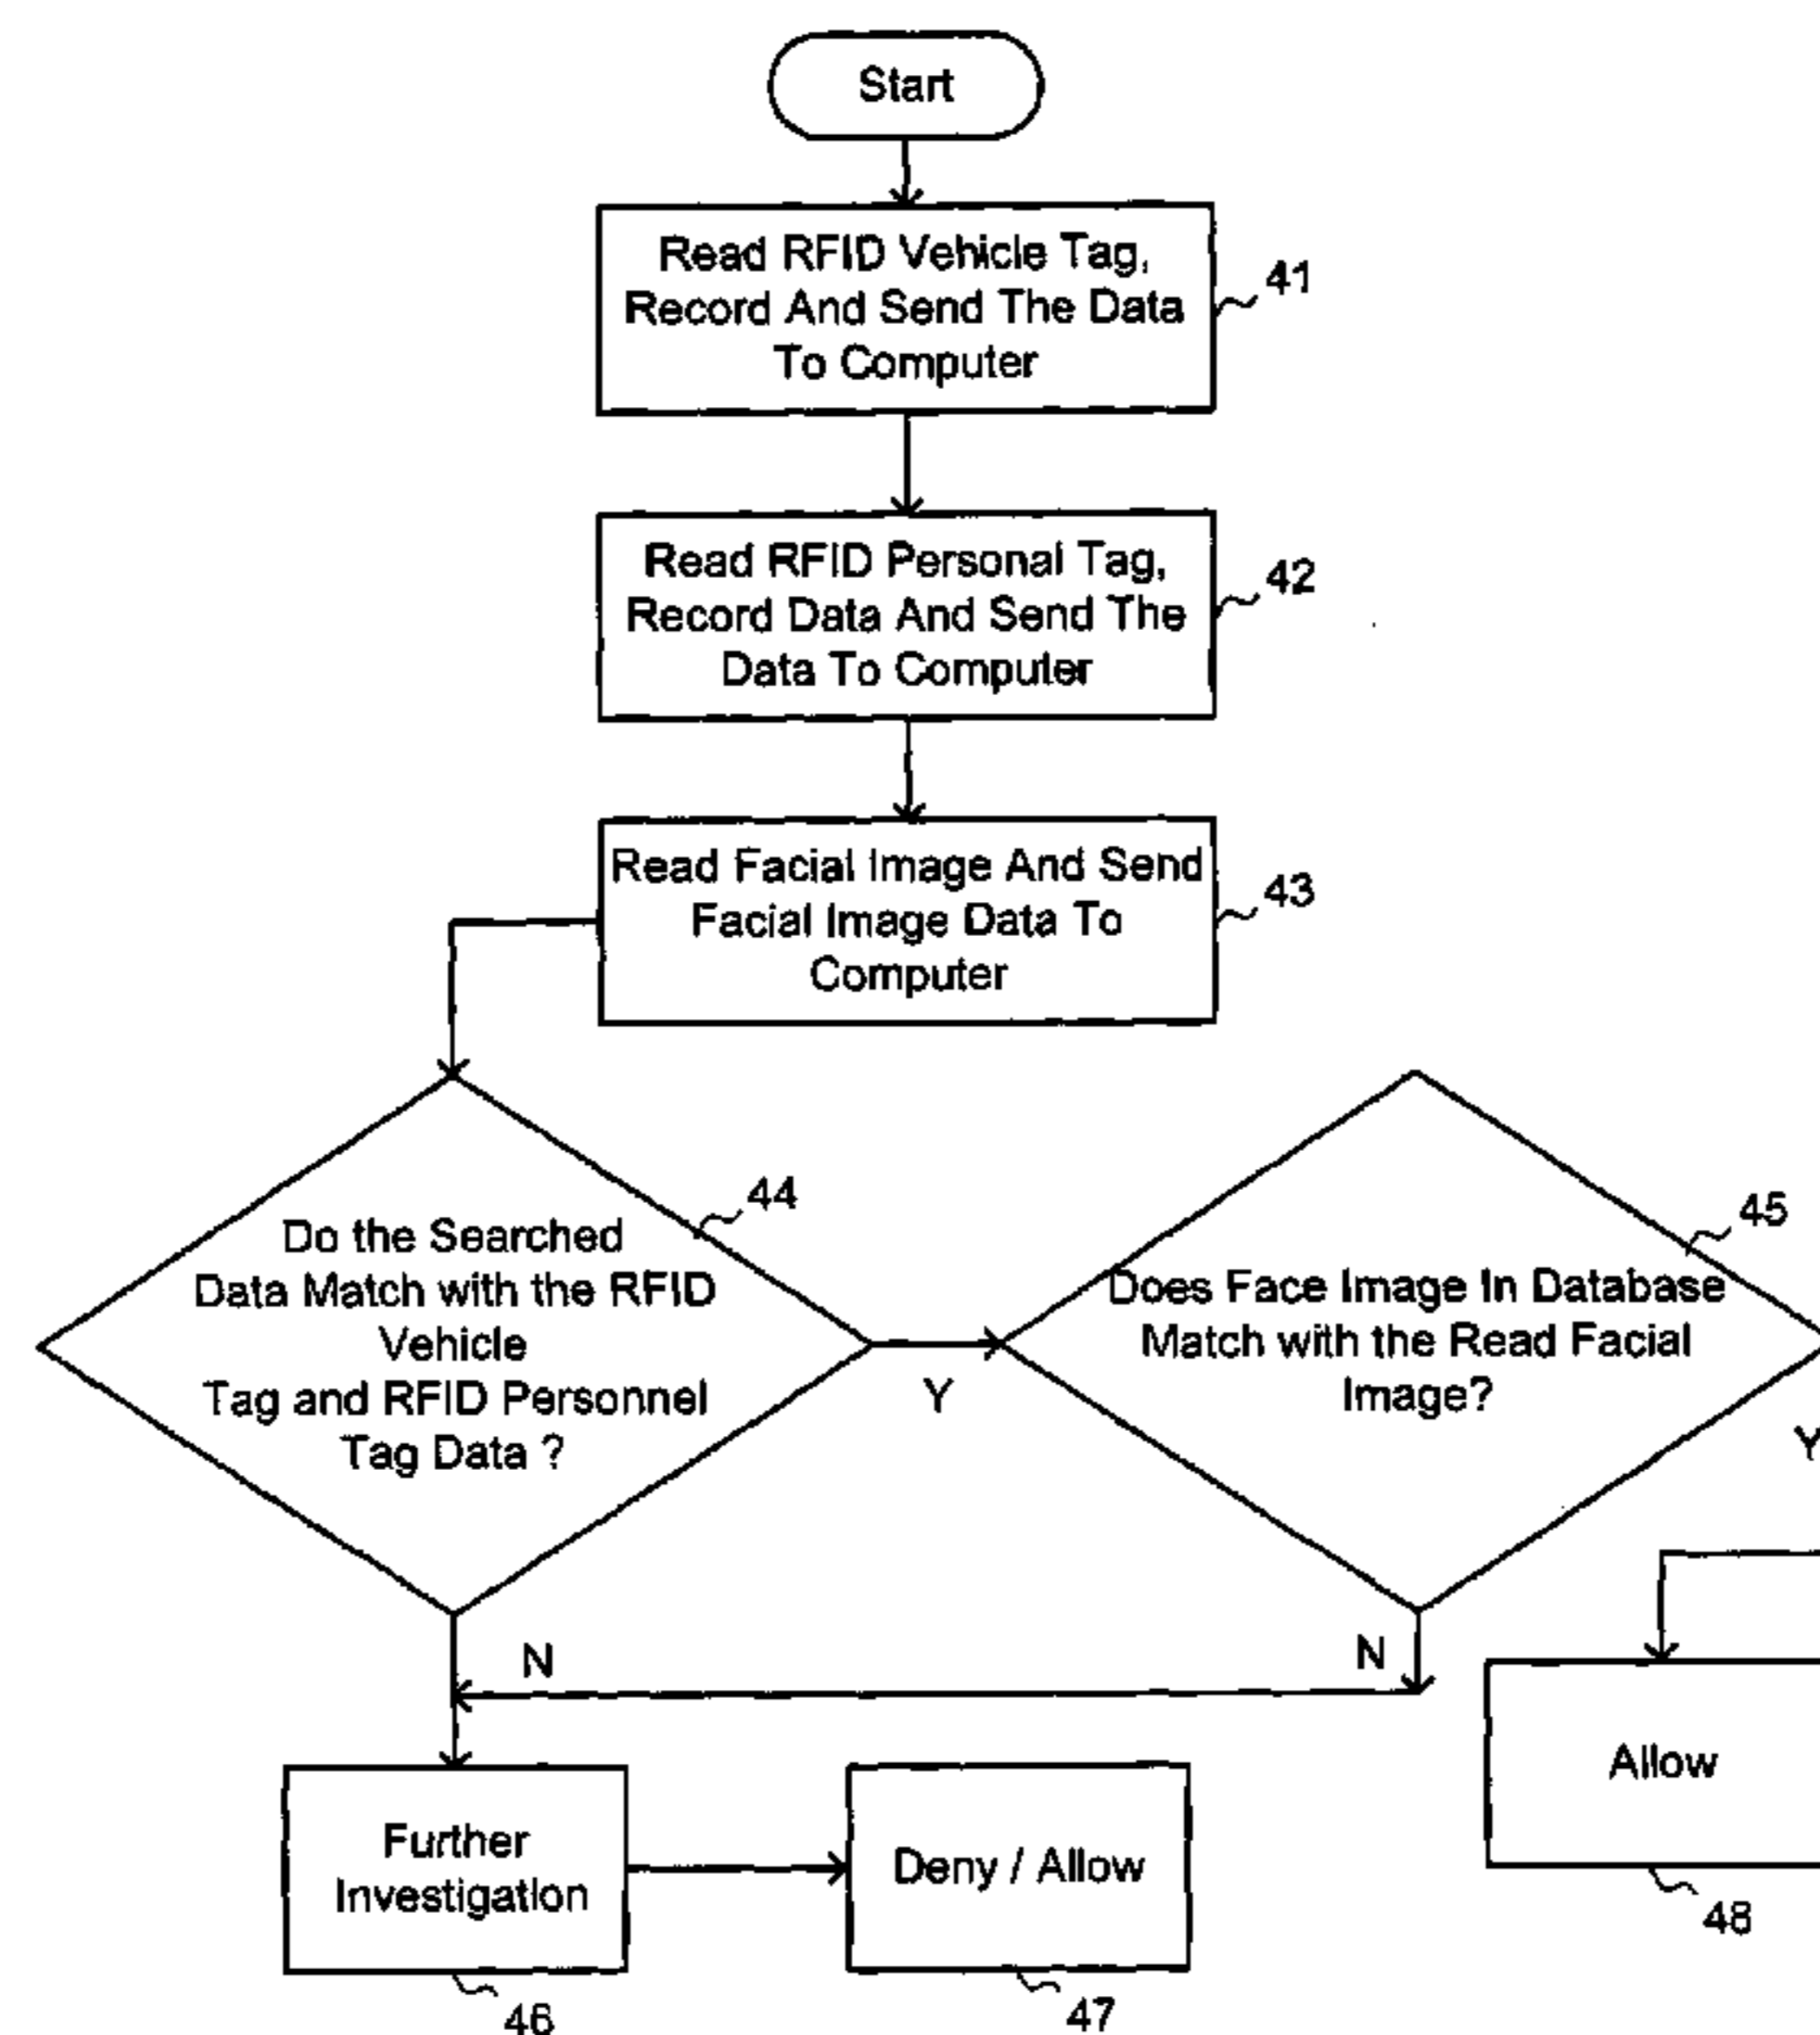 Start
Read RFID Vehicle Tag,
Record And Send The Data
To Computer
41
Read RFID Personal Tag,
Record Data And Send The
Data To Computer
42
Read Facial Image And Send
Facial Image Data To
Computer
43
Do the Searched
Data Match with the RFID
Vehicle
Tag and RFID Personnel
Tag Data ?
44
Y
Does Face Image In Database
Match with the Read Facial
Image?
45
Y
N
N
Further
Investigation
46
Deny / Allow
47
Allow
48